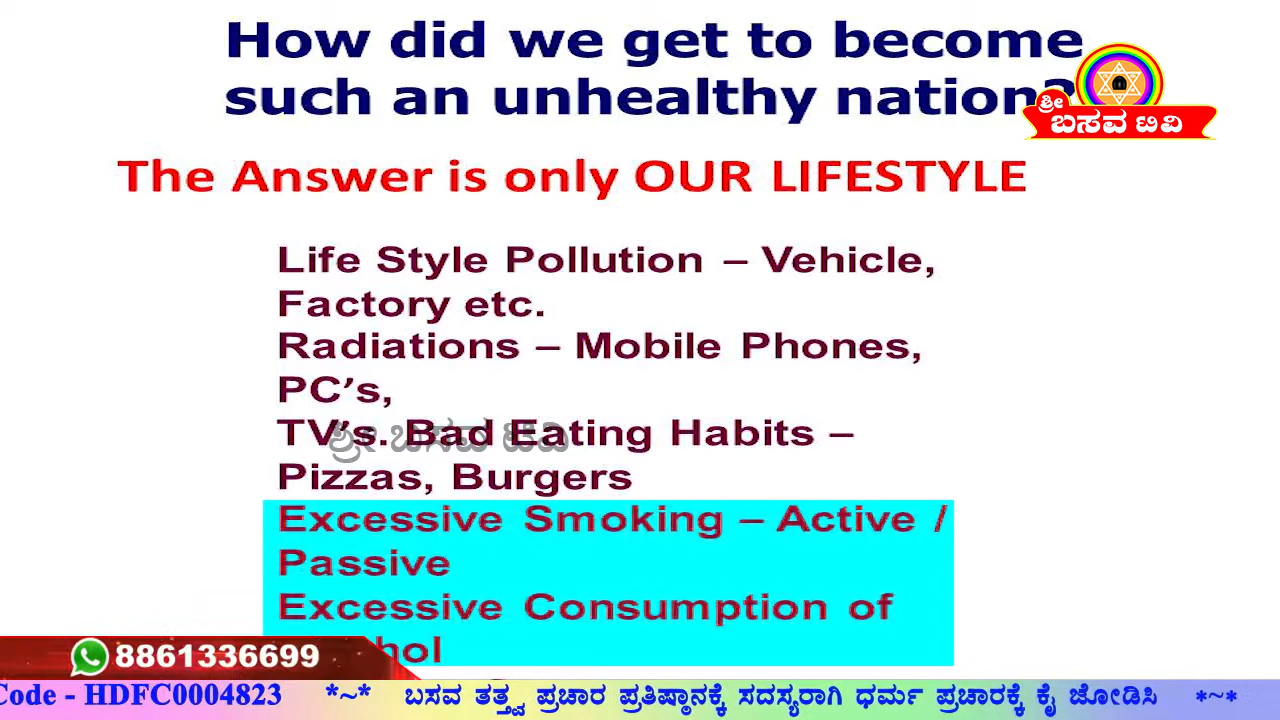 How did we get to become
such an unhealthy nation?
ಶ್ರೀ
ಬಸವ ಟಿವಿ
The Answer is only OUR LIFESTYLE
Life Style Pollution – Vehicle,
Factory etc.
Radiations – Mobile Phones,
PC's,
TV's. Bad Eating Habits –
ಶ್ರೀ ಬಸವ ಟಿವಿ
Pizzas, Burgers
Excessive Smoking – Active /
Passive
Excessive Consumption of
8861336699
Code - HDFC0004823 *~* ಬಸವ ತತ್ತ್ವ ಪ್ರಚಾರ ಪ್ರತಿಷ್ಠಾನಕ್ಕೆ ಸದಸ್ಯರಾಗಿ ಧರ್ಮ ಪ್ರಚಾರಕ್ಕೆ ಕೈ ಜೋಡಿಸಿ *~*